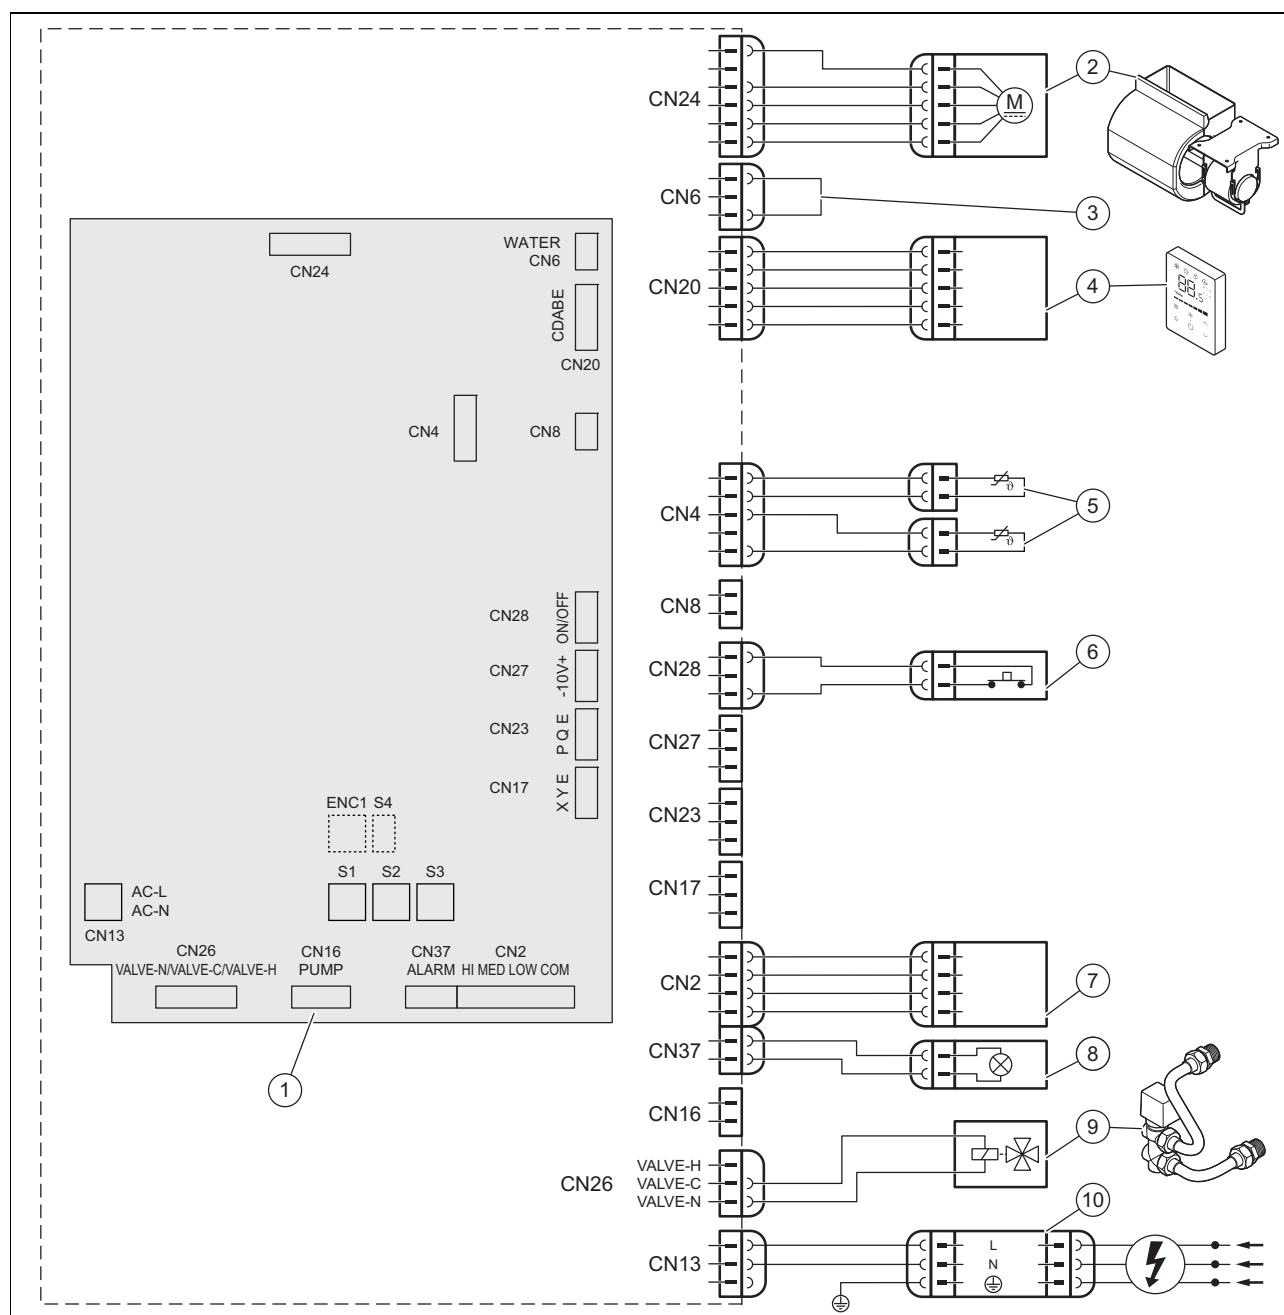 CN24
M
2
CN6
3
CN20
4
88.5
WATER
CN6
CN24
CDABE
CN20
CN4
CN8
CN4
ϑ
ϑ
5
CN8
CN28
ON/OFF
CN28
6
CN27
-10V+
CN27
CN23
P Q E
CN23
CN17
X Y E
CN17
ENC1 S4
S1 S2 S3
AC-L
AC-N
CN13
CN26
VALVE-N/VALVE-C/VALVE-H
CN16
PUMP
CN37
ALARM
CN2
HI MED LOW COM
1
CN2
7
CN37
8
CN16
CN26
VALVE-H
VALVE-C
VALVE-N
9
10
CN13
L
N